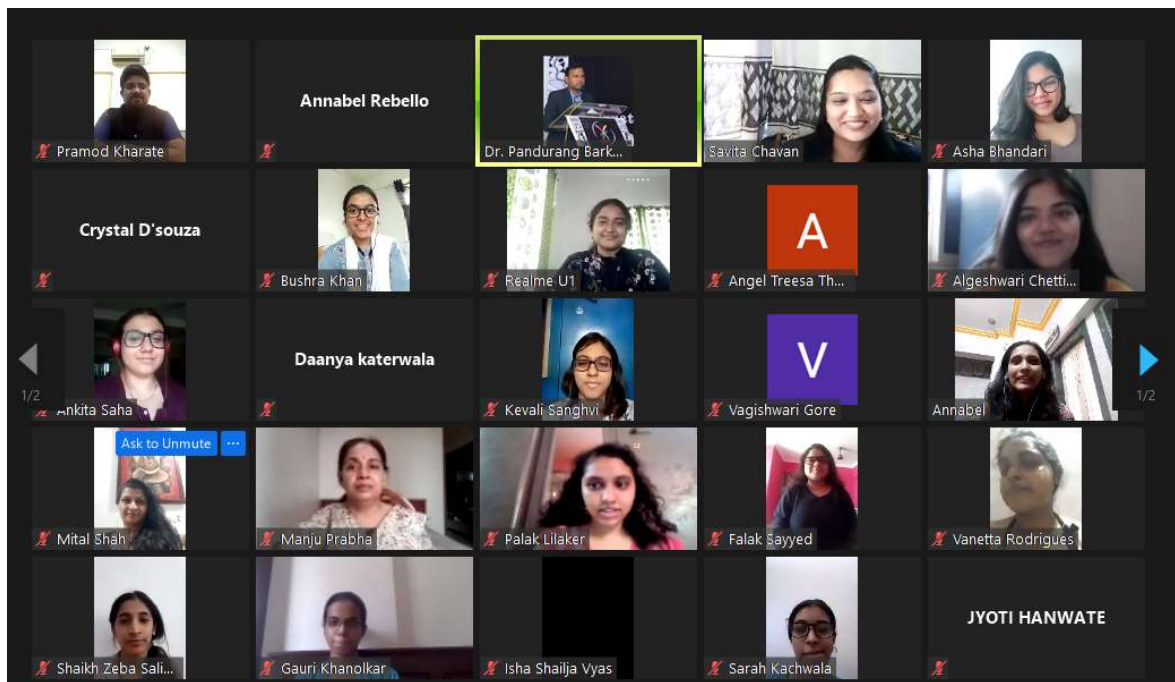 Pramod Kharate
Annabel Rebello
Dr. Pandurang Bark...
Savita Chavan
Asha Bhandari
Crystal D'souza
Bushra Khan
Realme U1
A
Angel Treesa Th...
Algeshwari Chetti...
1/2
Ankita Saha
Daanya katerwala
Kevali Sanghvi
V
Vagishwari Gore
Annabel
1/2
Ask to Unmute ...
Mital Shah
Manju Prabha
Palak Lilaker
Falak Sayyed
Vanetta Rodrigues
Shaikh Zeba Sali...
Gauri Khanolkar
Isha Shailja Vyas
Sarah Kachwala
JYOTI HANWATE